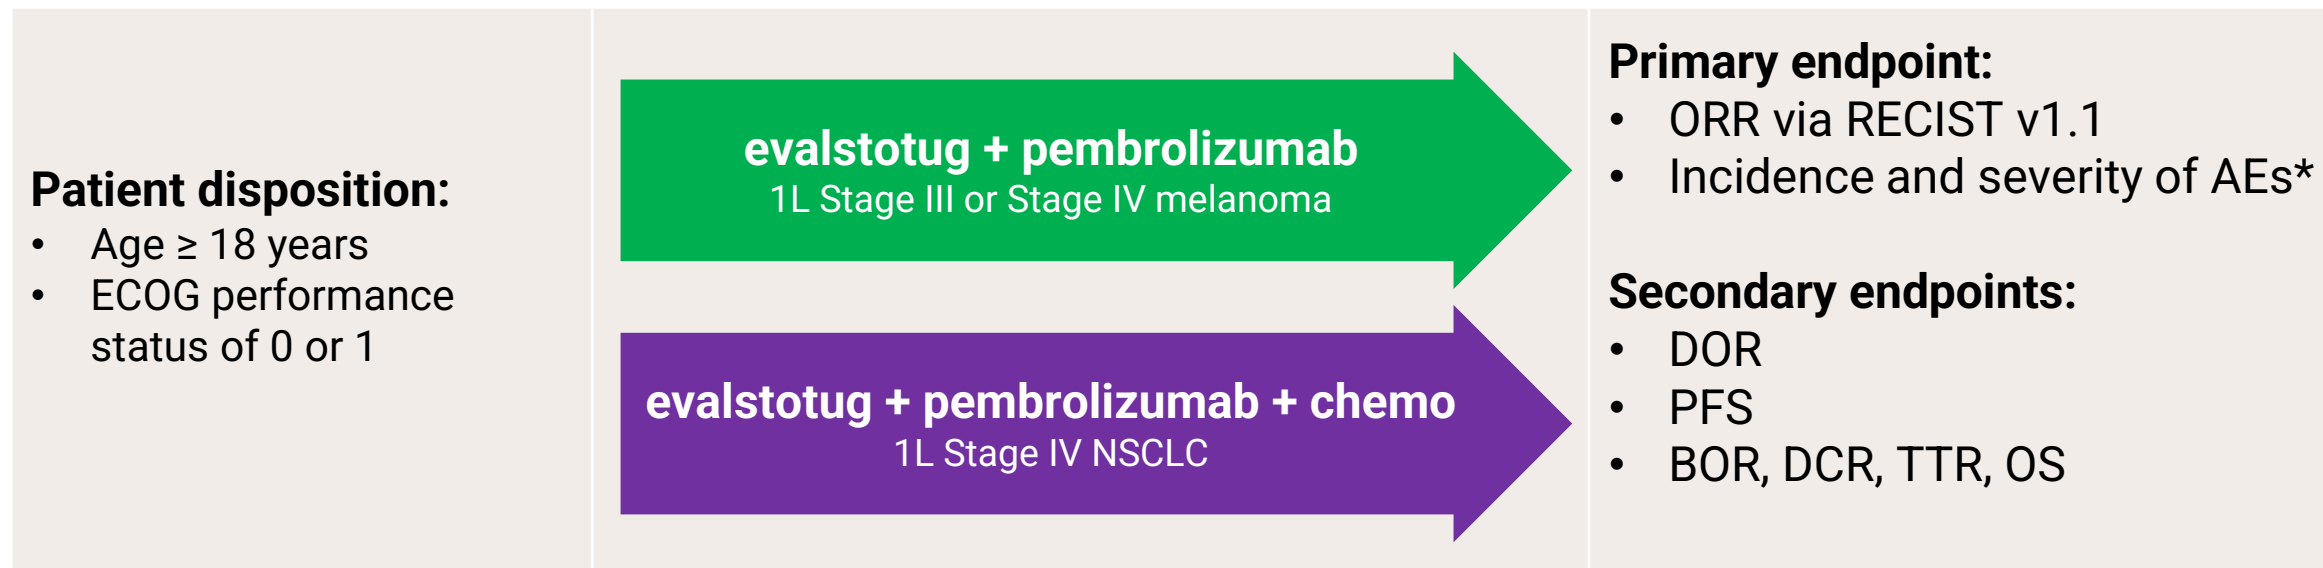 Patient disposition:
• Age ≥ 18 years
• ECOG performance
status of 0 or 1
evalstotug + pembrolizumab
1L Stage III or Stage IV melanoma
evalstotug + pembrolizumab + chemo
1L Stage IV NSCLC
Primary endpoint:
• ORR via RECIST v1.1
• Incidence and severity of AEs*
Secondary endpoints:
• DOR
• PFS
• BOR, DCR, TTR, OS